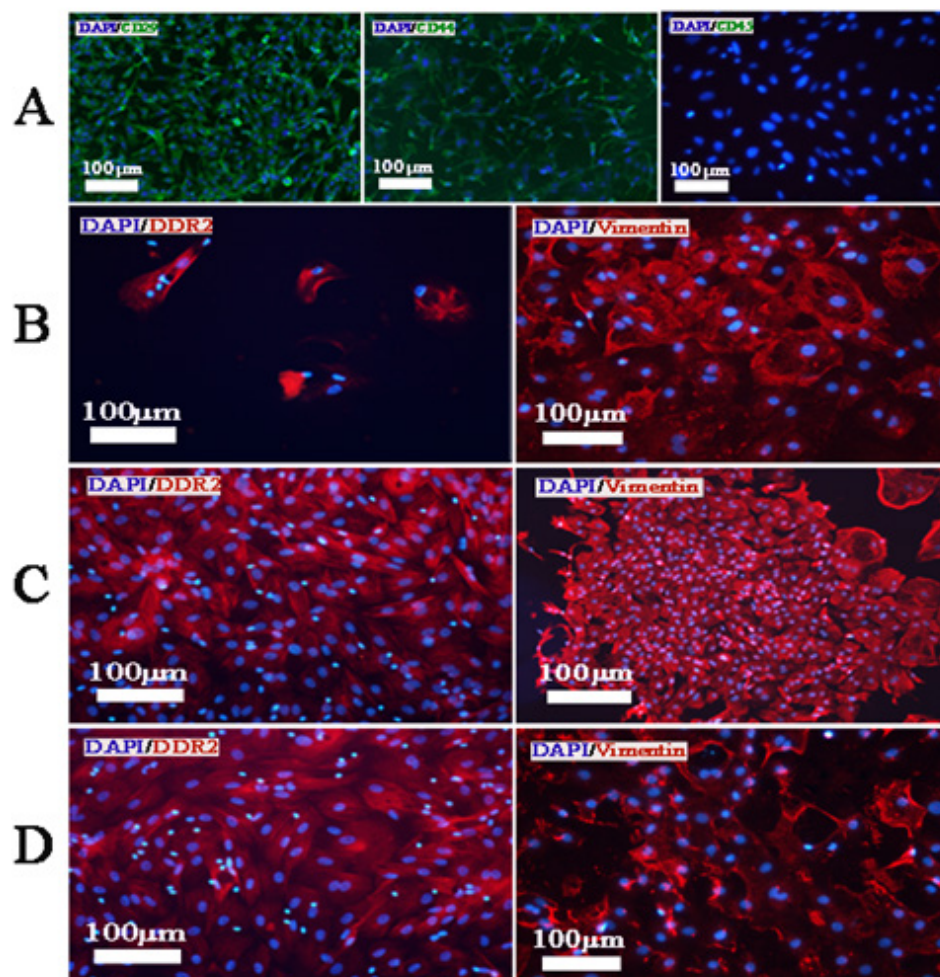 A
DAPI/CD29
DAPI/CD44
DAPI/CD45
100µm
100µm
100µm
B
DAPI/DDR2
DAPI/Vimentin
100µm
100µm
C
DAPI/DDR2
DAPI/Vimentin
100µm
100µm
D
DAPI/DDR2
DAPI/Vimentin
100µm
100µm